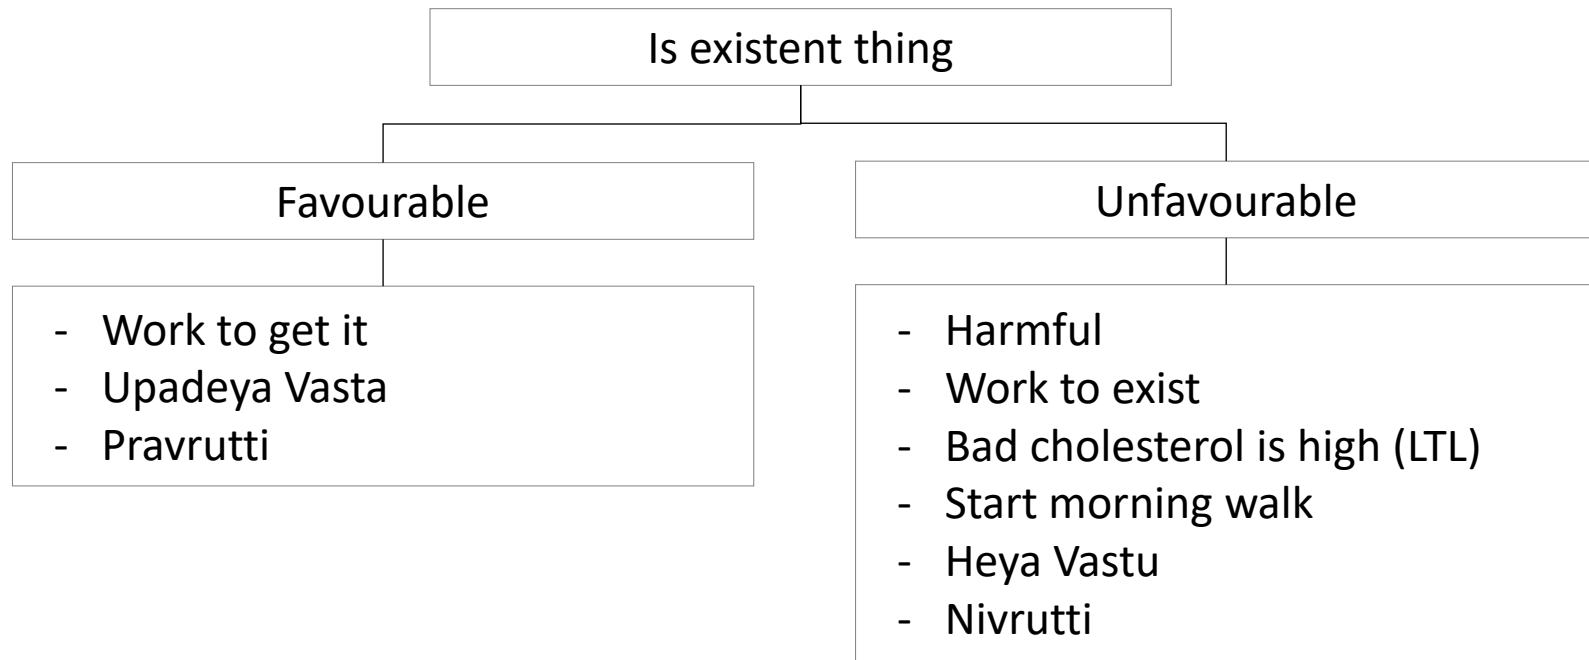 Is existent thing
Favourable
- Work to get it
- Upadeya Vasta
- Pravrutti
Unfavourable
- Harmful
- Work to exist
- Bad cholesterol is high (LTL)
- Start morning walk
- Heya Vastu
- Nivrutti